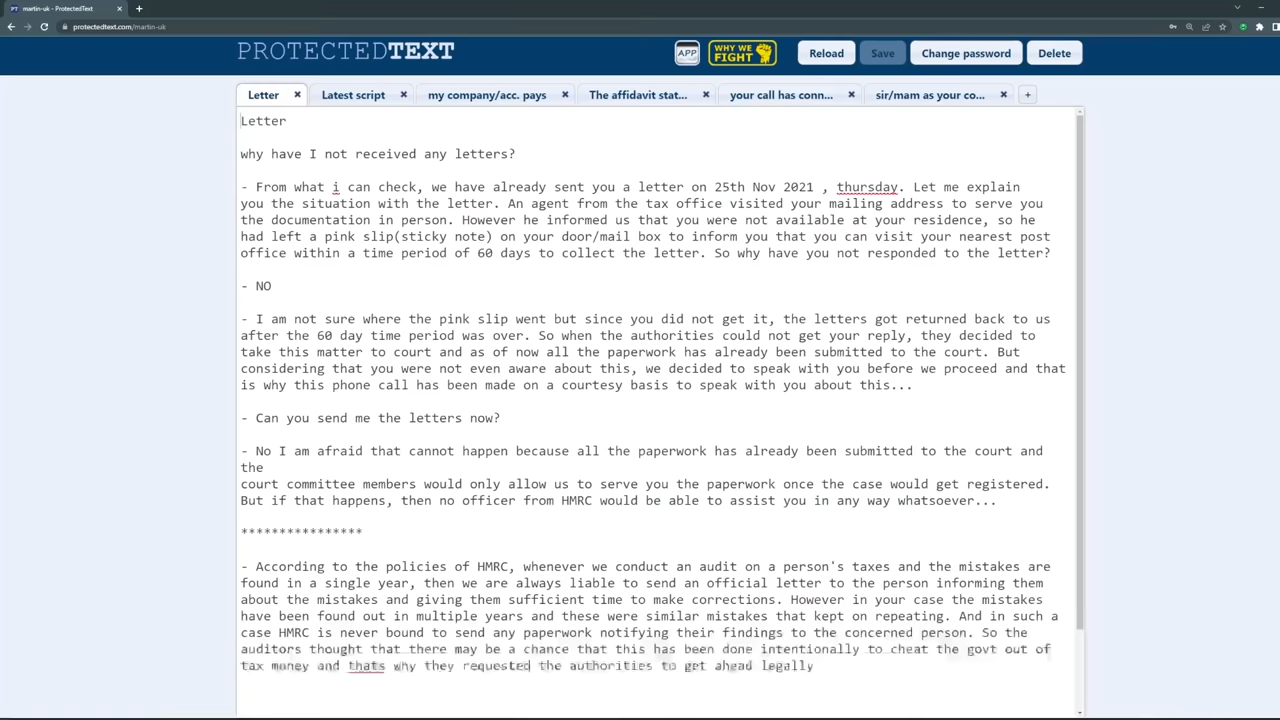 martin-uk - ProtectedText
protectedtext.com/martin-uk
PROTECTEDTEXT
APP
WHY WE FIGHT
Reload
Save
Change password
Delete
Letter
Latest script
my company/acc. pays
The affidavit stat...
your call has conn...
sir/mam as your co...
Letter
why have I not received any letters?
- From what i can check, we have already sent you a letter on 25th Nov 2021 , thursday. Let me explain
you the situation with the letter. An agent from the tax office visited your mailing address to serve you
the documentation in person. However he informed us that you were not available at your residence, so he
had left a pink slip(sticky note) on your door/mail box to inform you that you can visit your nearest post
office within a time period of 60 days to collect the letter. So why have you not responded to the letter?
- NO
- I am not sure where the pink slip went but since you did not get it, the letters got returned back to us
after the 60 day time period was over. So when the authorities could not get your reply, they decided to
take this matter to court and as of now all the paperwork has already been submitted to the court. But
considering that you were not even aware about this, we decided to speak with you before we proceed and that
is why this phone call has been made on a courtesy basis to speak with you about this...
- Can you send me the letters now?
- No I am afraid that cannot happen because all the paperwork has already been submitted to the court and
the
court committee members would only allow us to serve you the paperwork once the case would get registered.
But if that happens, then no officer from HMRC would be able to assist you in any way whatsoever...
****************
- According to the policies of HMRC, whenever we conduct an audit on a person's taxes and the mistakes are
found in a single year, then we are always liable to send an official letter to the person informing them
about the mistakes and giving them sufficient time to make corrections. However in your case the mistakes
have been found out in multiple years and these were similar mistakes that kept on repeating. And in such a
case HMRC is never bound to send any paperwork notifying their findings to the concerned person. So the
auditors thought that there may be a chance that this has been done intentionally to cheat the govt out of
tax money and thats why they requested the authorities to get ahead legally